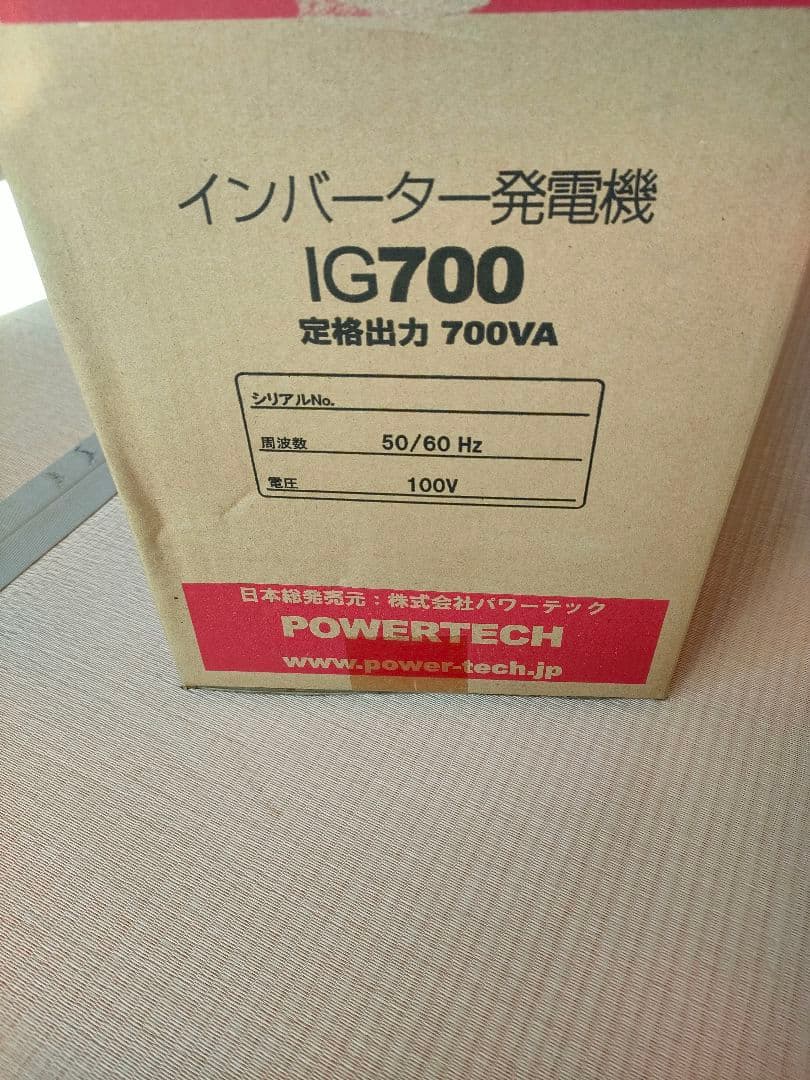 インバーター発電機
IG700
定格出力 700VA
シリアルNo.
周波数 50/60 Hz
電圧 100V
日本総発売元：株式会社パワーテック
POWERTECH
www.power-tech.jp